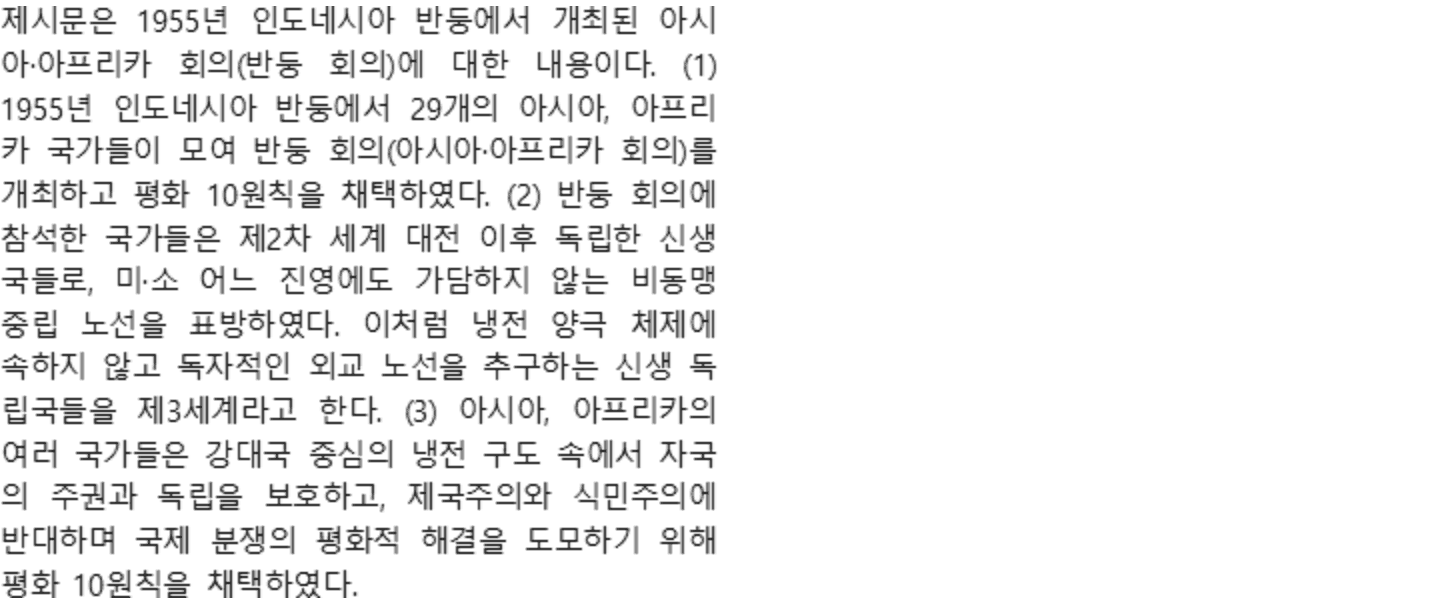 제시문은 1955년 인도네시아 반둥에서 개최된 아시
아·아프리카 회의(반둥 회의)에 대한 내용이다. (1)
1955년 인도네시아 반둥에서 29개의 아시아, 아프리
카 국가들이 모여 반둥 회의(아시아·아프리카 회의)를
개최하고 평화 10원칙을 채택하였다. (2) 반둥 회의에
참석한 국가들은 제2차 세계 대전 이후 독립한 신생
국들로, 미·소 어느 진영에도 가담하지 않는 비동맹
중립 노선을 표방하였다. 이처럼 냉전 양극 체제에
속하지 않고 독자적인 외교 노선을 추구하는 신생 독
립국들을 제3세계라고 한다. (3) 아시아, 아프리카의
여러 국가들은 강대국 중심의 냉전 구도 속에서 자국
의 주권과 독립을 보호하고, 제국주의와 식민주의에
반대하며 국제 분쟁의 평화적 해결을 도모하기 위해
평화 10원칙을 채택하였다.